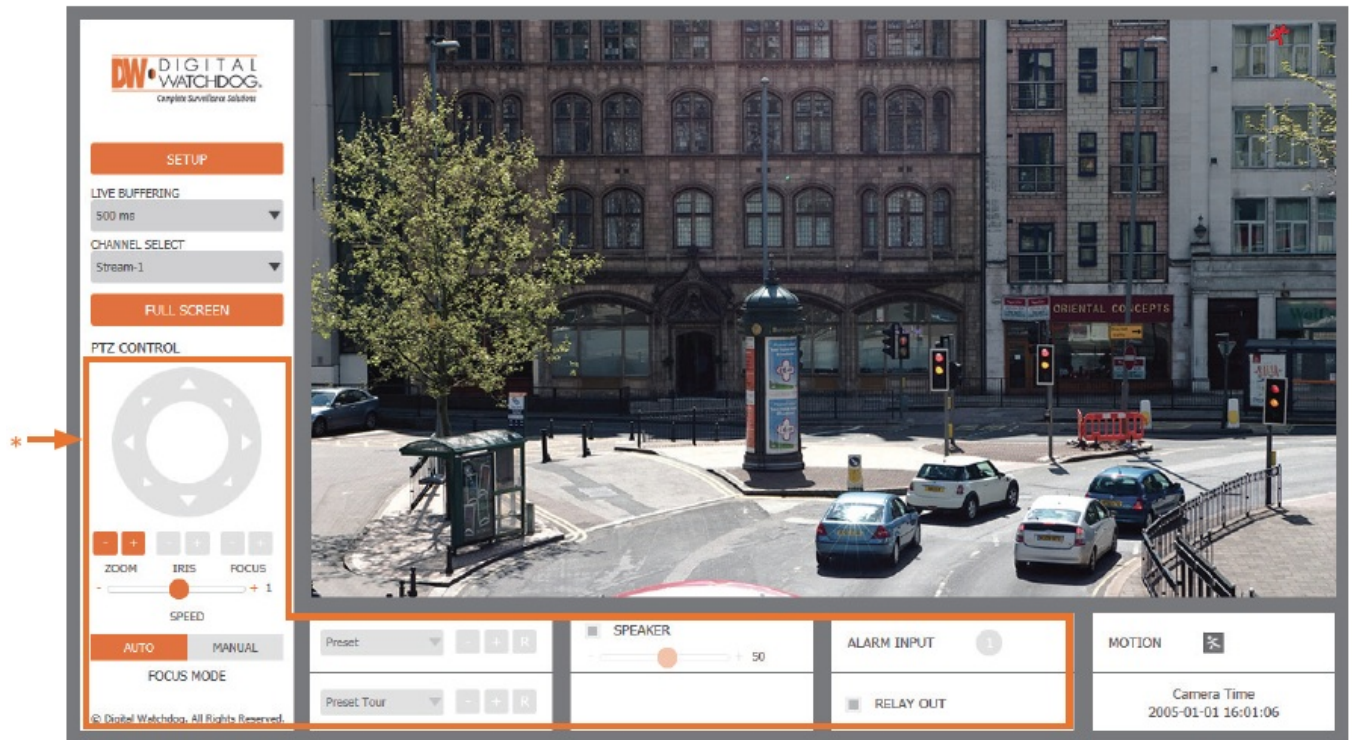 DW DIGITAL
WATCHDOG®
Complete Surveillance Solutions
SETUP
LIVE BUFFERING
500 ms
CHANNEL SELECT
Stream-1
FULL SCREEN
PTZ CONTROL
*
- + - + - +
ZOOM IRIS FOCUS
- + 1
SPEED
AUTO MANUAL
FOCUS MODE
© Digital Watchdog. All Rights Reserved.
ORIENTAL CONCEPTS
Preset - + R
Preset Tour - + R
SPEAKER
- + 50
ALARM INPUT 1
RELAY OUT
MOTION
Camera Time
2005-01-01 16:01:06